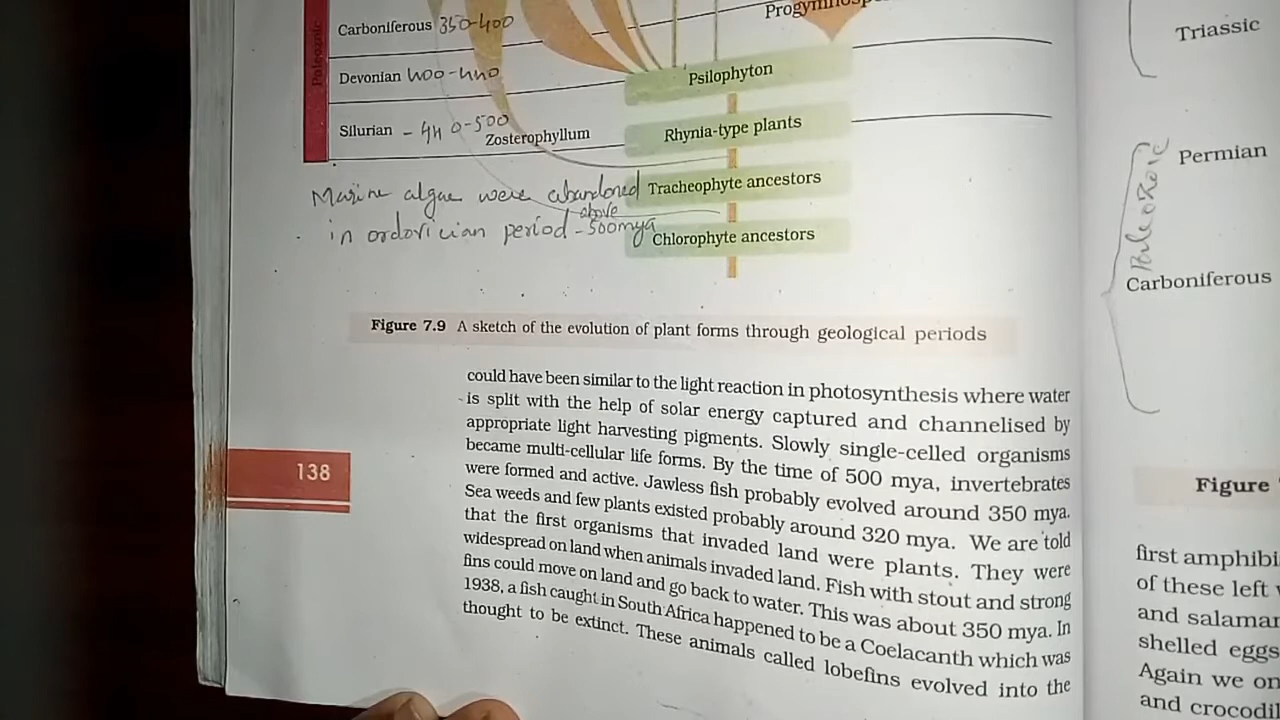 Paleozoic
Carboniferous 350-400
Devonian 400-440
Silurian - 440-500
Zosterophyllum
Psilophyton
Rhynia-type plants
Tracheophyte ancestors
Chlorophyte ancestors
Marine algae were abandoned
above
in ordovician period - 500mya
Figure 7.9 A sketch of the evolution of plant forms through geological periods
could have been similar to the light reaction in photosynthesis where water
is split with the help of solar energy captured and channelised by
appropriate light harvesting pigments. Slowly single-celled organisms
became multi-cellular life forms. By the time of 500 mya, invertebrates
were formed and active. Jawless fish probably evolved around 350 mya.
Sea weeds and few plants existed probably around 320 mya. We are told
that the first organisms that invaded land were plants. They were
widespread on land when animals invaded land. Fish with stout and strong
fins could move on land and go back to water. This was about 350 mya. In
1938, a fish caught in South Africa happened to be a Coelacanth which was
thought to be extinct. These animals called lobefins evolved into the
138
Triassic
Permian
Paleozoic
Carboniferous
Figure
first amphibi
of these left
and salaman
shelled eggs
Again we on
and crocodil